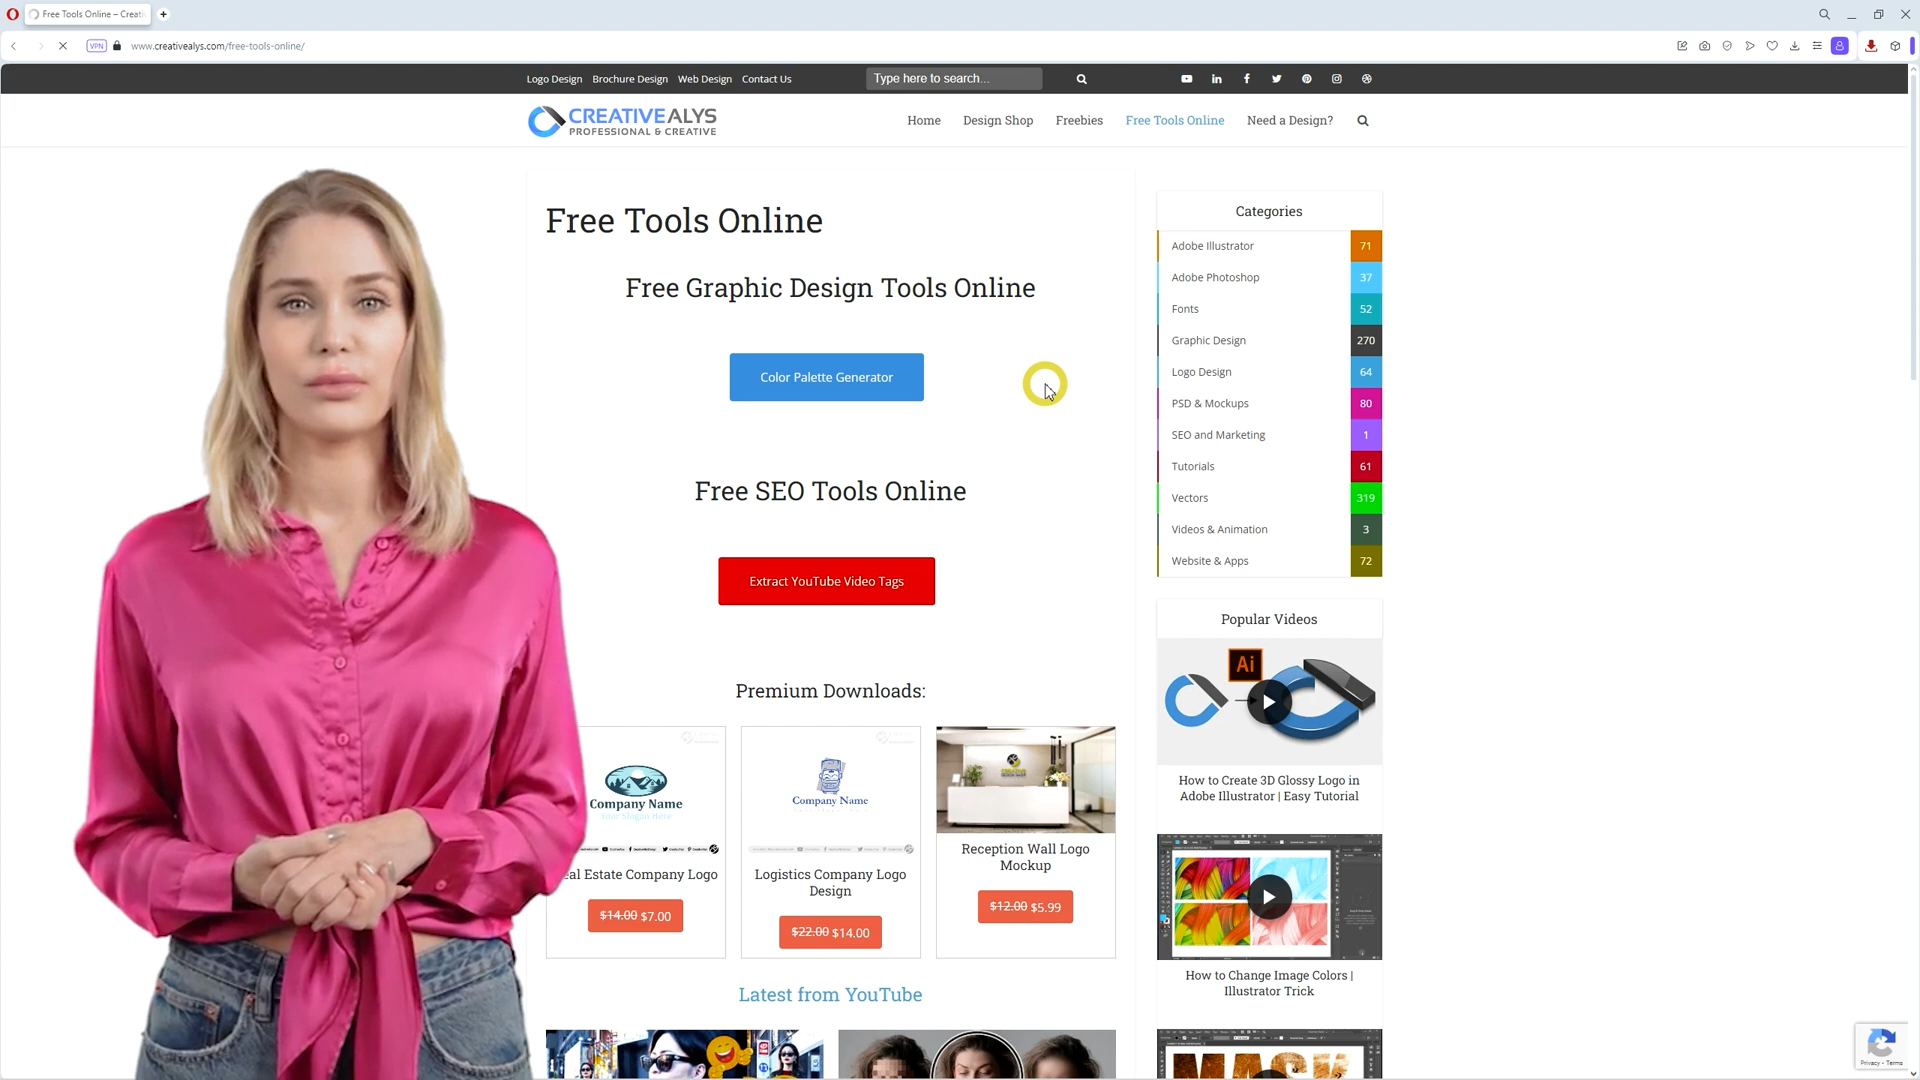 Free Tools Online – Creati
VPN
www.creativealys.com/free-tools-online/
Logo Design Brochure Design Web Design Contact Us
Type here to search...
CREATIVEALYS
PROFESSIONAL & CREATIVE
Home Design Shop Freebies Free Tools Online Need a Design?
Free Tools Online
Free Graphic Design Tools Online
Color Palette Generator
Free SEO Tools Online
Extract YouTube Video Tags
Premium Downloads:
Company Name
Your Slogan Here
eal Estate Company Logo
$14.00 $7.00
Company Name
Logistics Company Logo
Design
$22.00 $14.00
Reception Wall Logo
Mockup
$12.00 $5.99
Latest from YouTube
Categories
Adobe Illustrator 71
Adobe Photoshop 37
Fonts 52
Graphic Design 270
Logo Design 64
PSD & Mockups 80
SEO and Marketing 1
Tutorials 61
Vectors 319
Videos & Animation 3
Website & Apps 72
Popular Videos
Ai
How to Create 3D Glossy Logo in
Adobe Illustrator | Easy Tutorial
How to Change Image Colors |
Illustrator Trick
MASK
Privacy - Terms